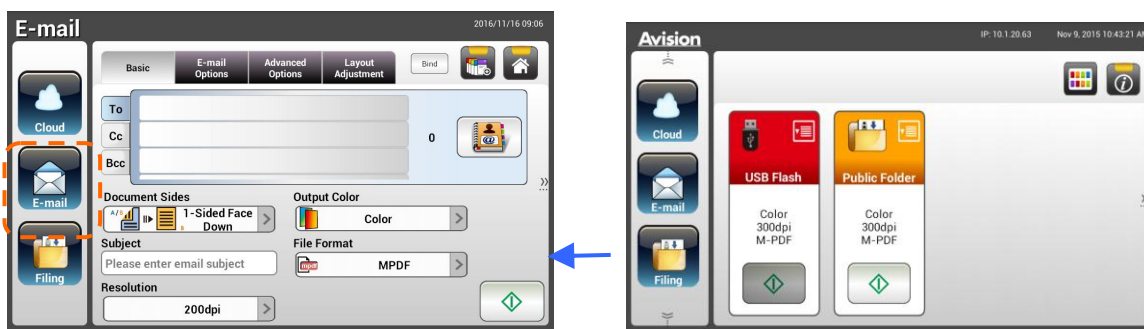 E-mail
2016/11/16 09:06
Basic
E-mail
Options
Advanced
Options
Layout
Adjustment
Bind
Cloud
To
Cc
0
Bcc
E-mail
Document Sides
Output Color
1-Sided Face
Down
Color
Subject
File Format
Please enter email subject
MPDF
Filing
Resolution
200dpi
Avision
IP: 10.1.20.63
Nov 9, 2015 10:43:21 AM
Cloud
USB Flash
Public Folder
E-mail
Color
300dpi
M-PDF
Color
300dpi
M-PDF
Filing